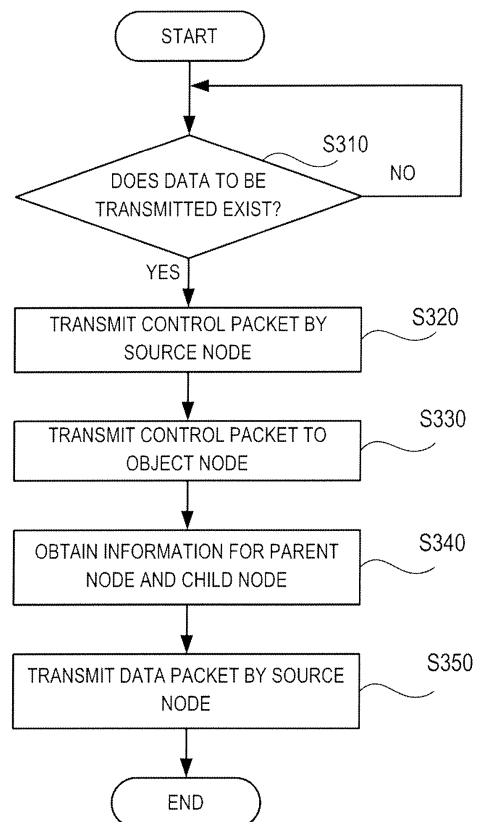 START
S310
DOES DATA TO BE
TRANSMITTED EXIST?
NO
YES
TRANSMIT CONTROL PACKET BY
SOURCE NODE
S320
TRANSMIT CONTROL PACKET TO
OBJECT NODE
S330
OBTAIN INFORMATION FOR PARENT
NODE AND CHILD NODE
S340
TRANSMIT DATA PACKET BY SOURCE
NODE
S350
END